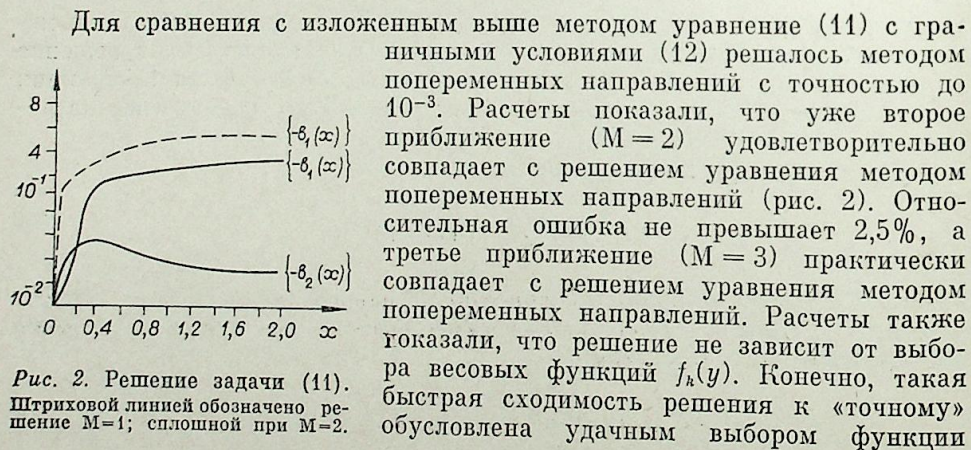 Для сравнения с изложенным выше методом уравнение (11) с гра-
ничными условиями (12) решалось методом
попеременных направлений с точностью до
10⁻³. Расчеты показали, что уже второе
приближение (M = 2) удовлетворительно
совпадает с решением уравнения методом
попеременных направлений (рис. 2). Отно-
сительная ошибка не превышает 2,5%, а
третье приближение (M = 3) практически
совпадает с решением уравнения методом
попеременных направлений. Расчеты также
показали, что решение не зависит от выбо-
ра весовых функций fₖ(y). Конечно, такая
быстрая сходимость решения к «точному»
обусловлена удачным выбором функции
8
4
10⁻¹
10⁻²
{-в₁(x)}
{-в₁(x)}
{-в₂(x)}
0 0,4 0,8 1,2 1,6 2,0 x
Рис. 2. Решение задачи (11).
Штриховой линией обозначено ре-
шение M=1; сплошной при M=2.